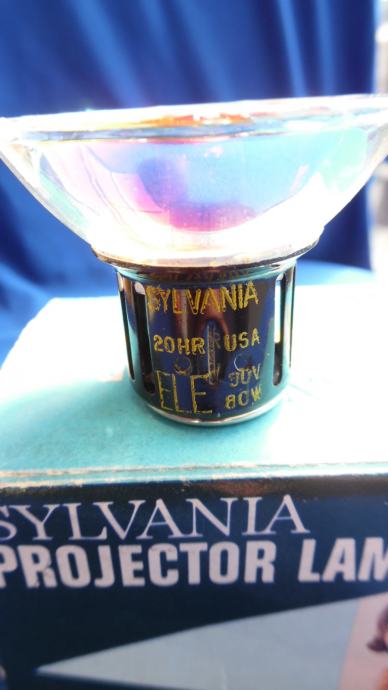 SYLVANIA
20HR USA
ELE 30V
80W
SYLVANIA
PROJECTOR LAM